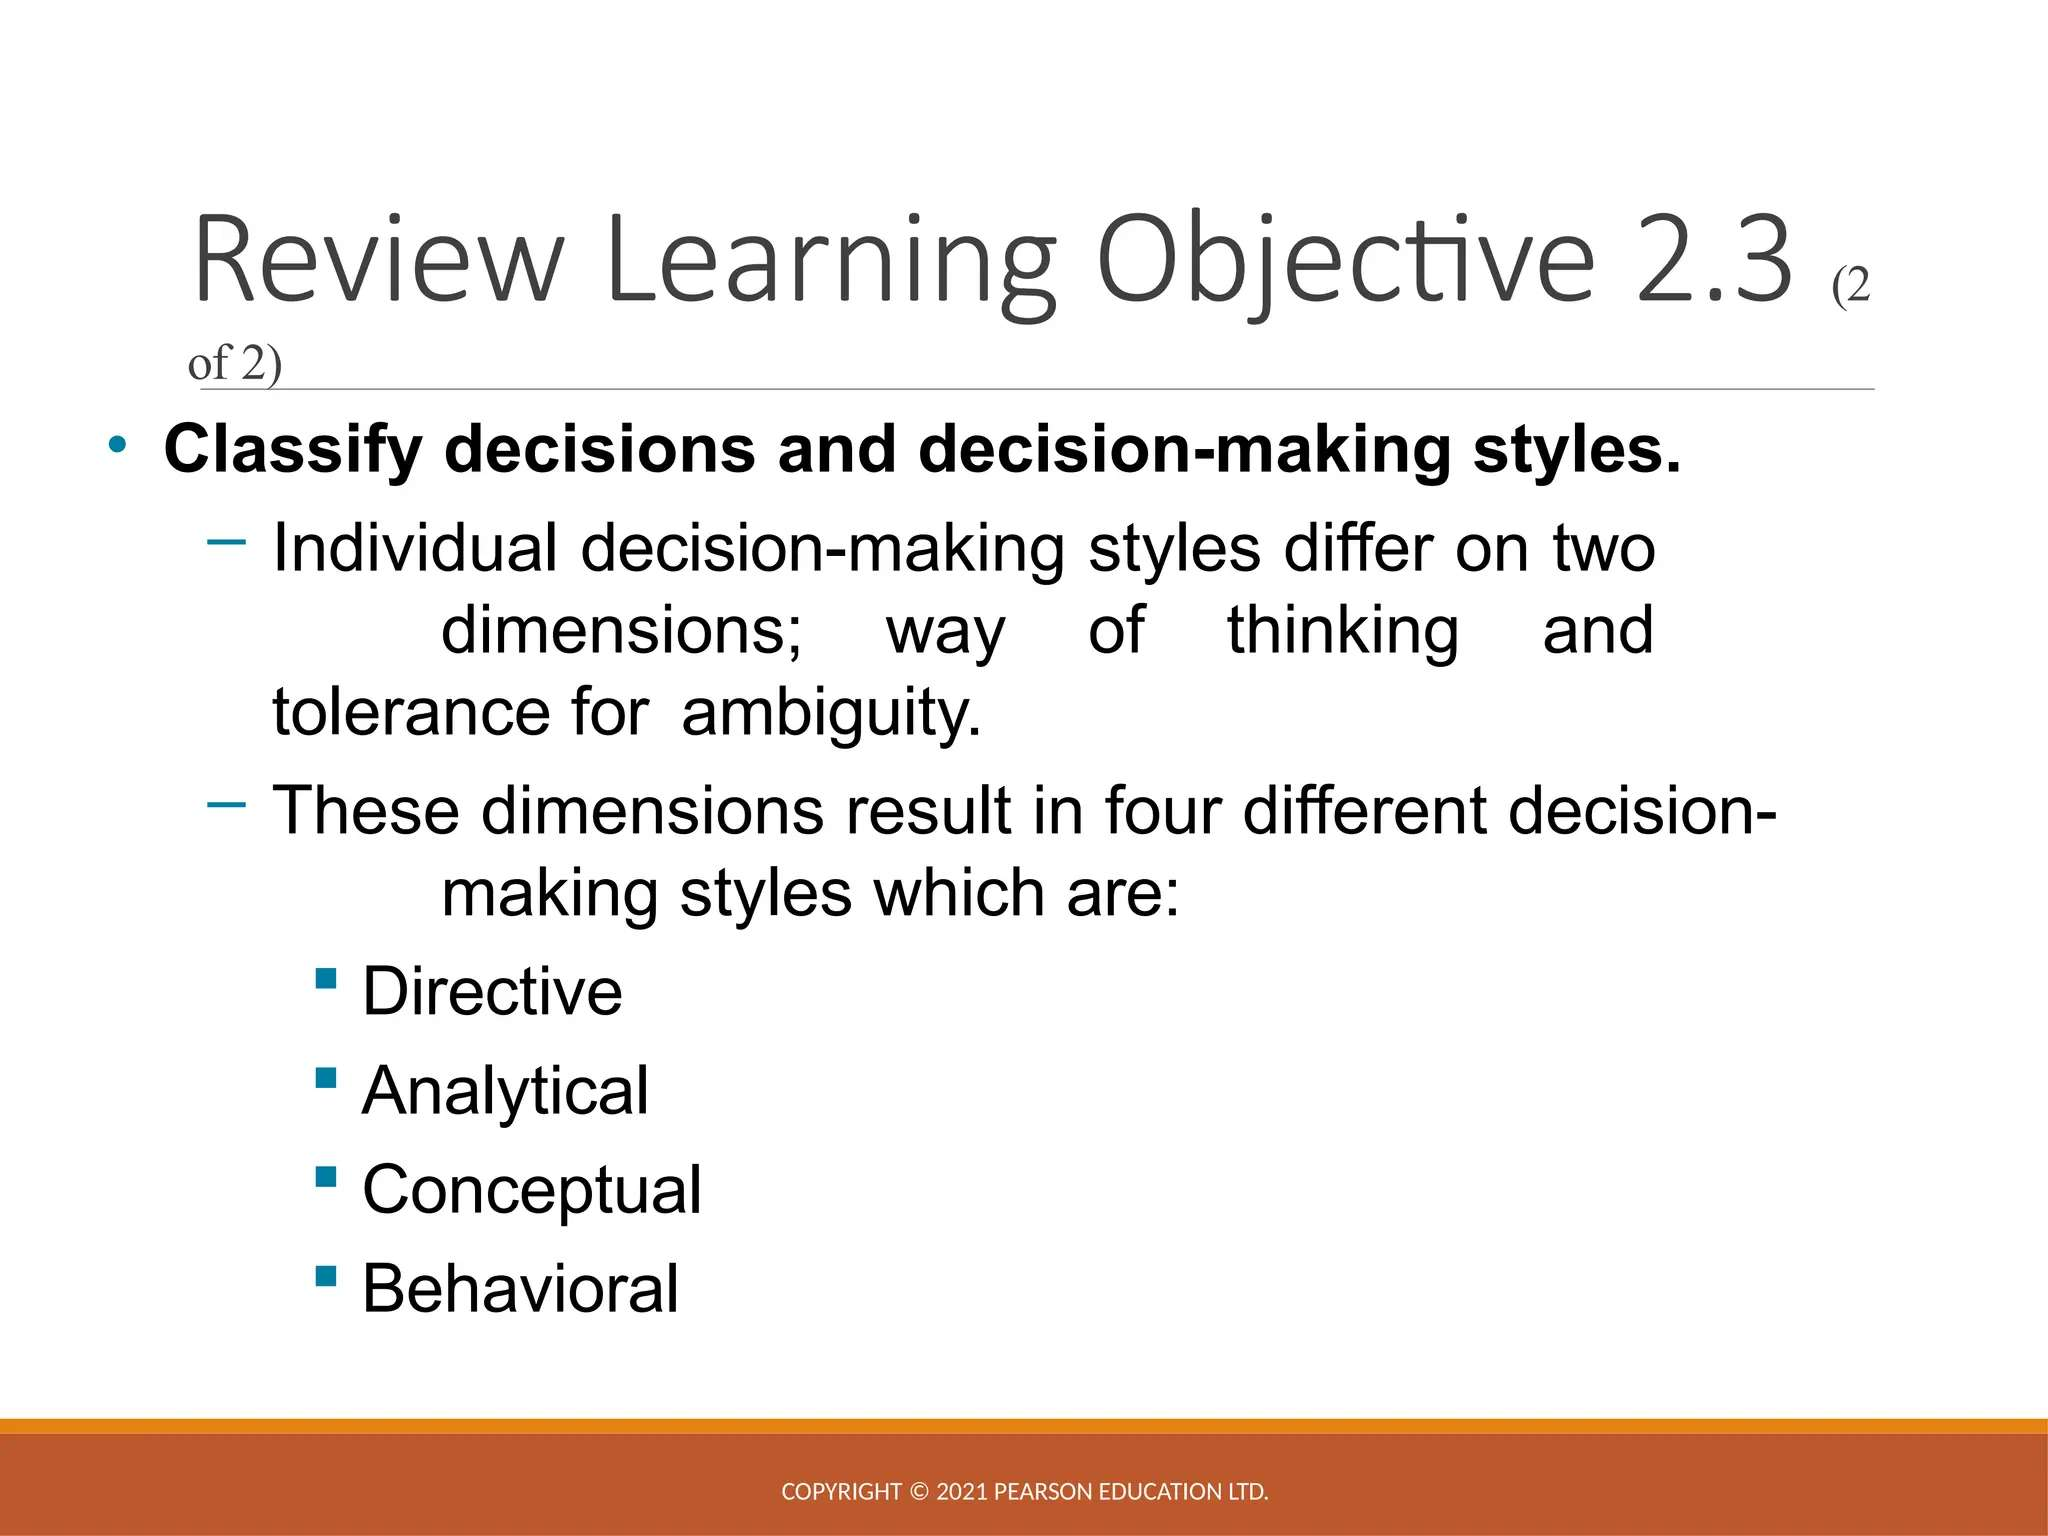 Review Learning Objective 2.3 (2
of 2)
• Classify decisions and decision-making styles.
– Individual decision-making styles differ on two
dimensions; way of thinking and
tolerance for ambiguity.
– These dimensions result in four different decision-
making styles which are:
▪ Directive
▪ Analytical
▪ Conceptual
▪ Behavioral
COPYRIGHT © 2021 PEARSON EDUCATION LTD.